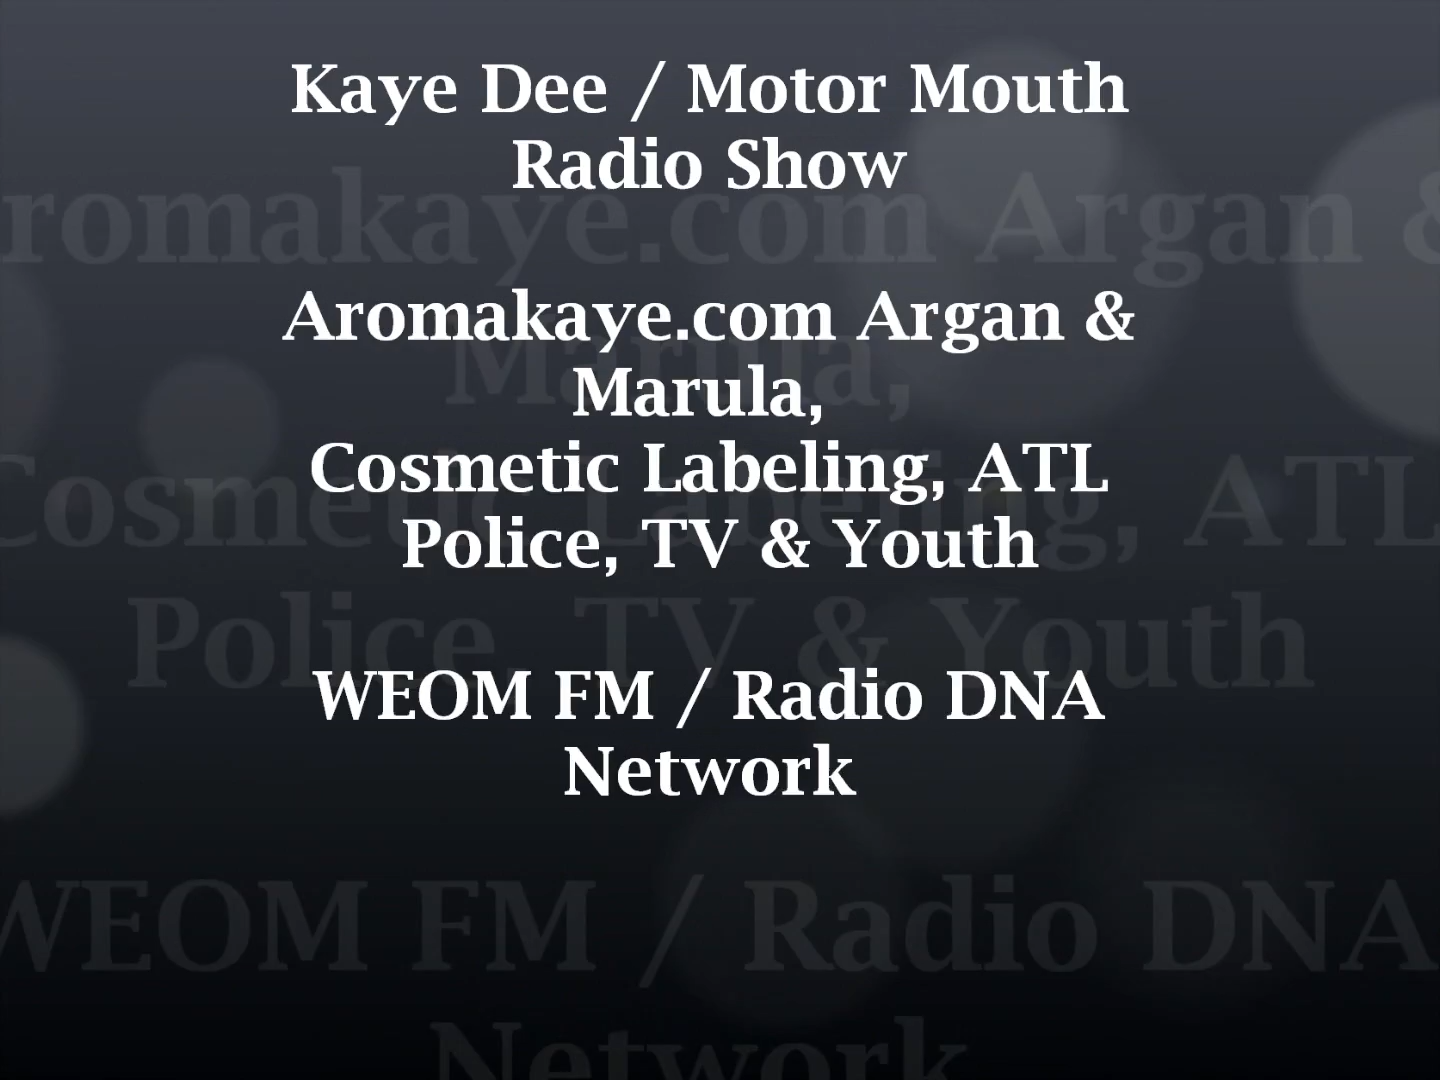 Kaye Dee / Motor Mouth
Radio Show
Aromakaye.com Argan &
Marula,
Cosmetic Labeling, ATL
Police, TV & Youth
WEOM FM / Radio DNA
Network